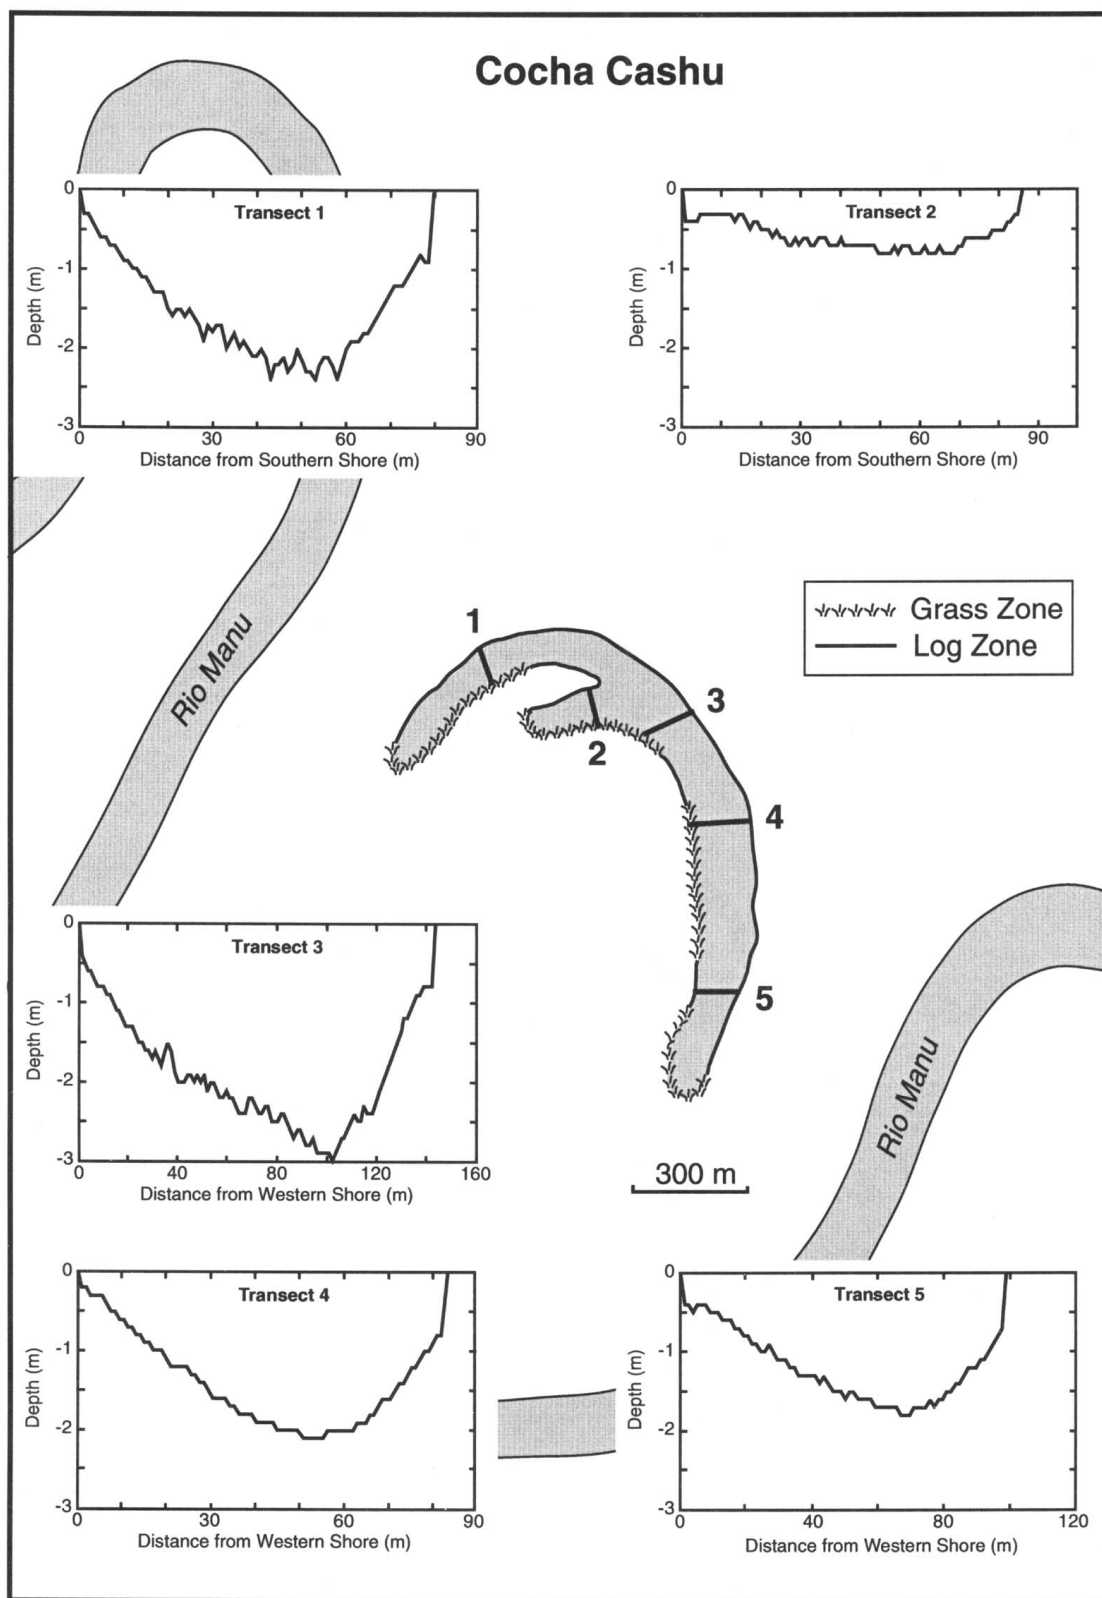 Cocha Cashu
Transect 1
0
-1
-2
-3
Depth (m)
0 30 60 90
Distance from Southern Shore (m)
Transect 2
0
-1
-2
-3
Depth (m)
0 30 60 90
Distance from Southern Shore (m)
Rio Manu
Grass Zone
Log Zone
1
2
3
4
5
300 m
Rio Manu
Transect 3
0
-1
-2
-3
Depth (m)
0 40 80 120 160
Distance from Western Shore (m)
Transect 4
0
-1
-2
-3
Depth (m)
0 30 60 90
Distance from Western Shore (m)
Transect 5
0
-1
-2
-3
Depth (m)
0 40 80 120
Distance from Western Shore (m)